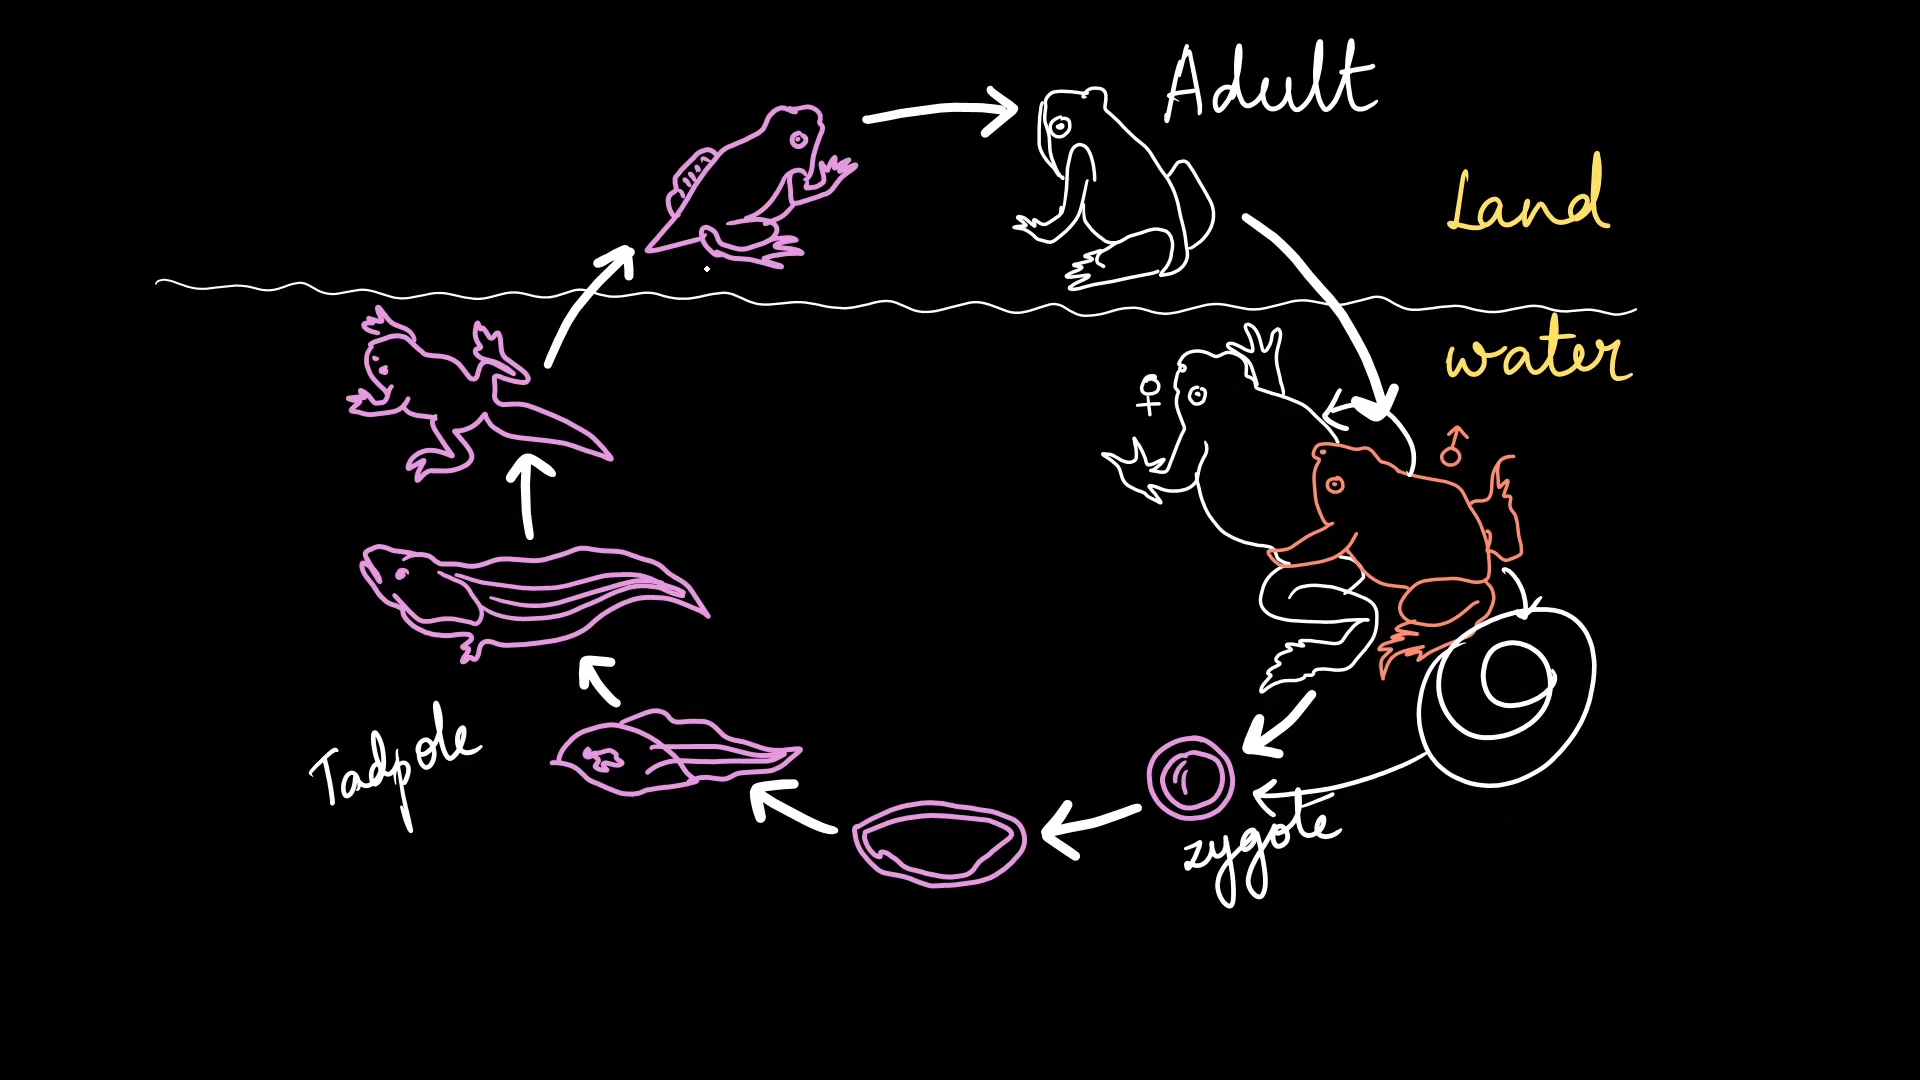 Adult
Land
water
♀
♂
Tadpole
zygote